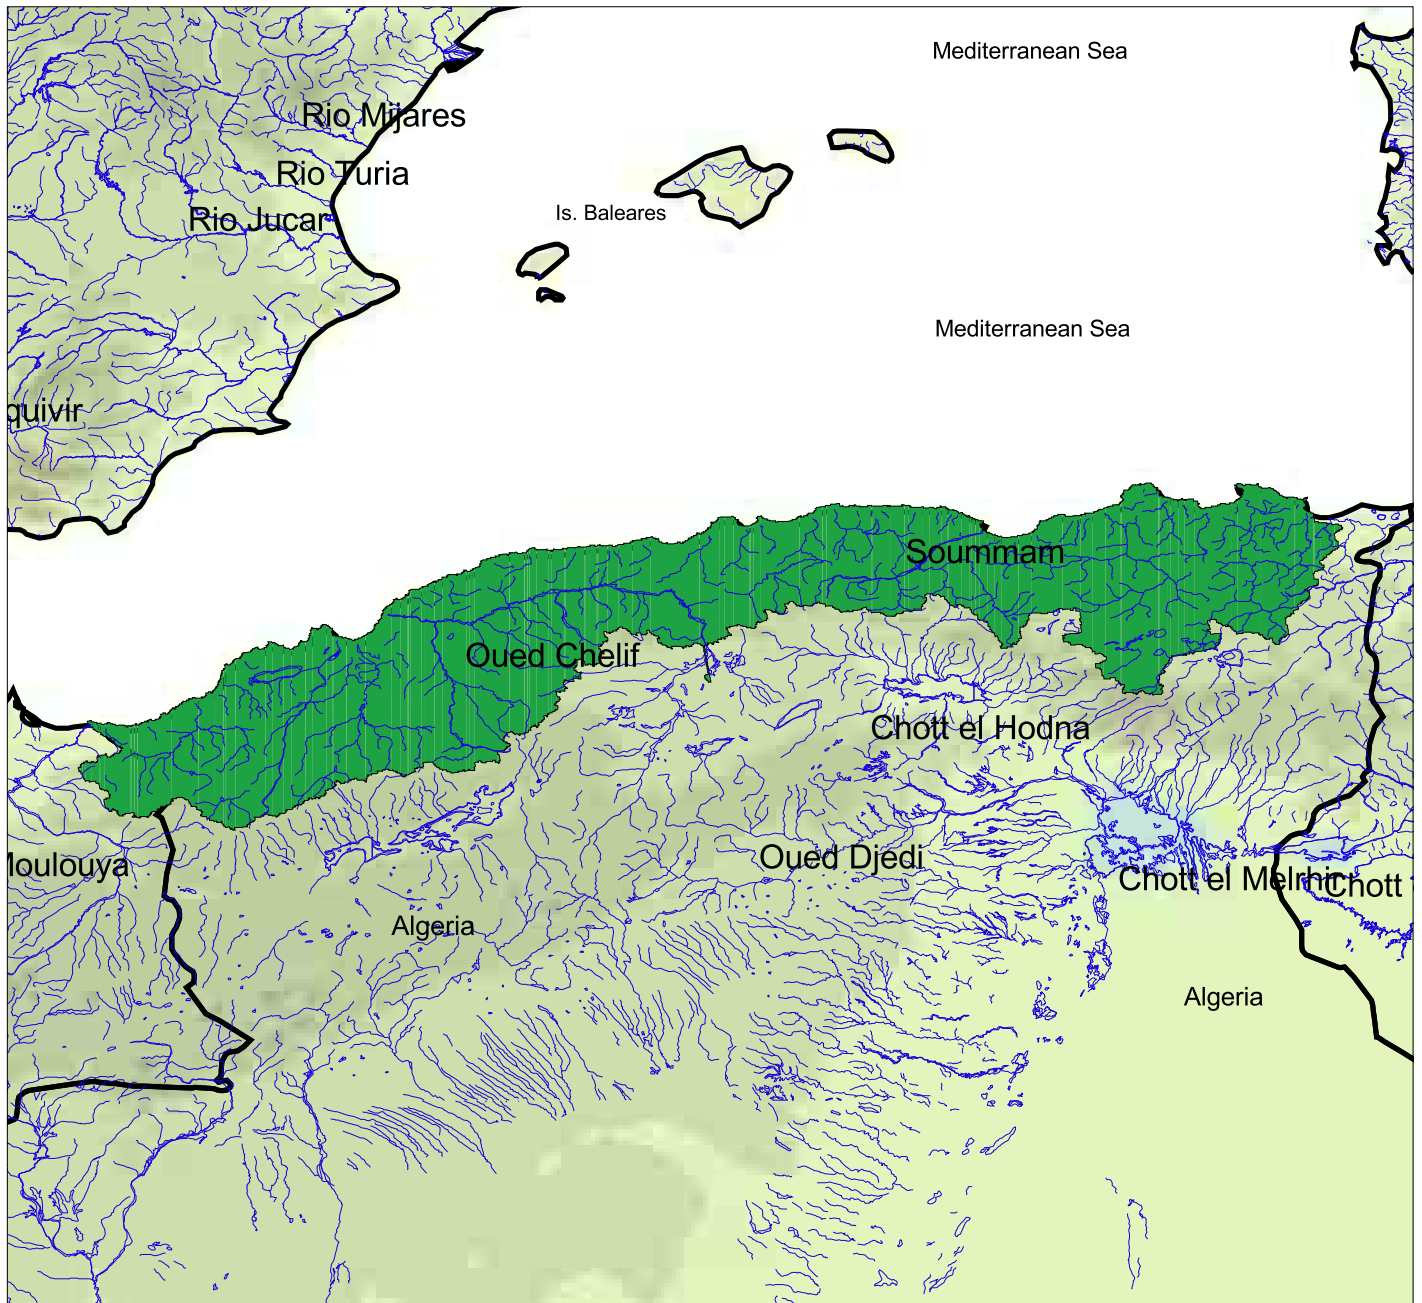 Mediterranean Sea
Rio Mijares
Rio Turia
Is. Baleares
Rio Jucar
Mediterranean Sea
quivir
Soummam
Oued Chelif
Chott el Hodna
Moulouya
Oued Djedi
Chott el Melrhir
Chott
Algeria
Algeria